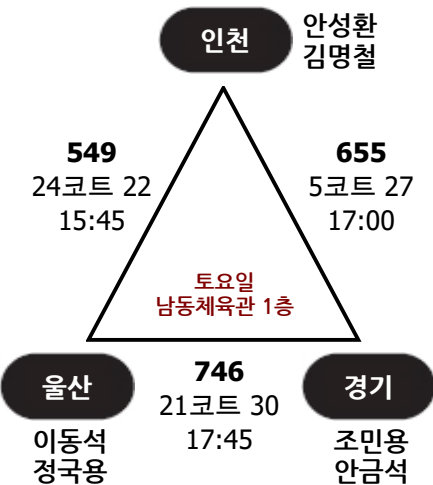 인천
안성환
김명철
549
24코트 22
15:45
655
5코트 27
17:00
토요일
남동체육관 1층
울산
746
21코트 30
17:45
경기
이동석
정국용
조민용
안금석